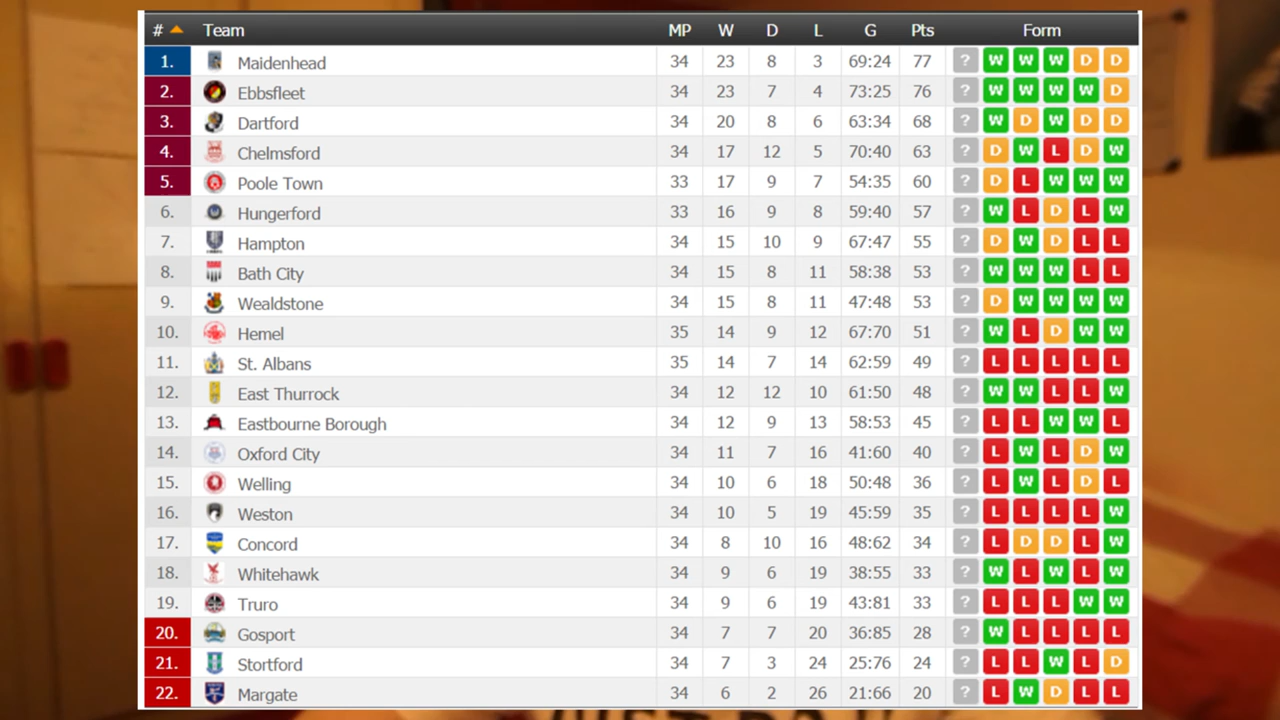 # Team MP W D L G Pts Form
1. Maidenhead 34 23 8 3 69:24 77 ? W W W D D
2. Ebbsfleet 34 23 7 4 73:25 76 ? W W W W D
3. Dartford 34 20 8 6 63:34 68 ? W D W D D
4. Chelmsford 34 17 12 5 70:40 63 ? D W L D W
5. Poole Town 33 17 9 7 54:35 60 ? D L W W W
6. Hungerford 33 16 9 8 59:40 57 ? W L D L W
7. Hampton 34 15 10 9 67:47 55 ? D W D L L
8. Bath City 34 15 8 11 58:38 53 ? W W W L L
9. Wealdstone 34 15 8 11 47:48 53 ? D W W W W
10. Hemel 35 14 9 12 67:70 51 ? W L D W W
11. St. Albans 35 14 7 14 62:59 49 ? L L L L L
12. East Thurrock 34 12 12 10 61:50 48 ? W W L L W
13. Eastbourne Borough 34 12 9 13 58:53 45 ? L L W W L
14. Oxford City 34 11 7 16 41:60 40 ? L W L D W
15. Welling 34 10 6 18 50:48 36 ? L W L D L
16. Weston 34 10 5 19 45:59 35 ? L L L L W
17. Concord 34 8 10 16 48:62 34 ? L D D L W
18. Whitehawk 34 9 6 19 38:55 33 ? W L W L W
19. Truro 34 9 6 19 43:81 33 ? L L L W W
20. Gosport 34 7 7 20 36:85 28 ? W L L L L
21. Stortford 34 7 3 24 25:76 24 ? L L W L D
22. Margate 34 6 2 26 21:66 20 ? L W D L L